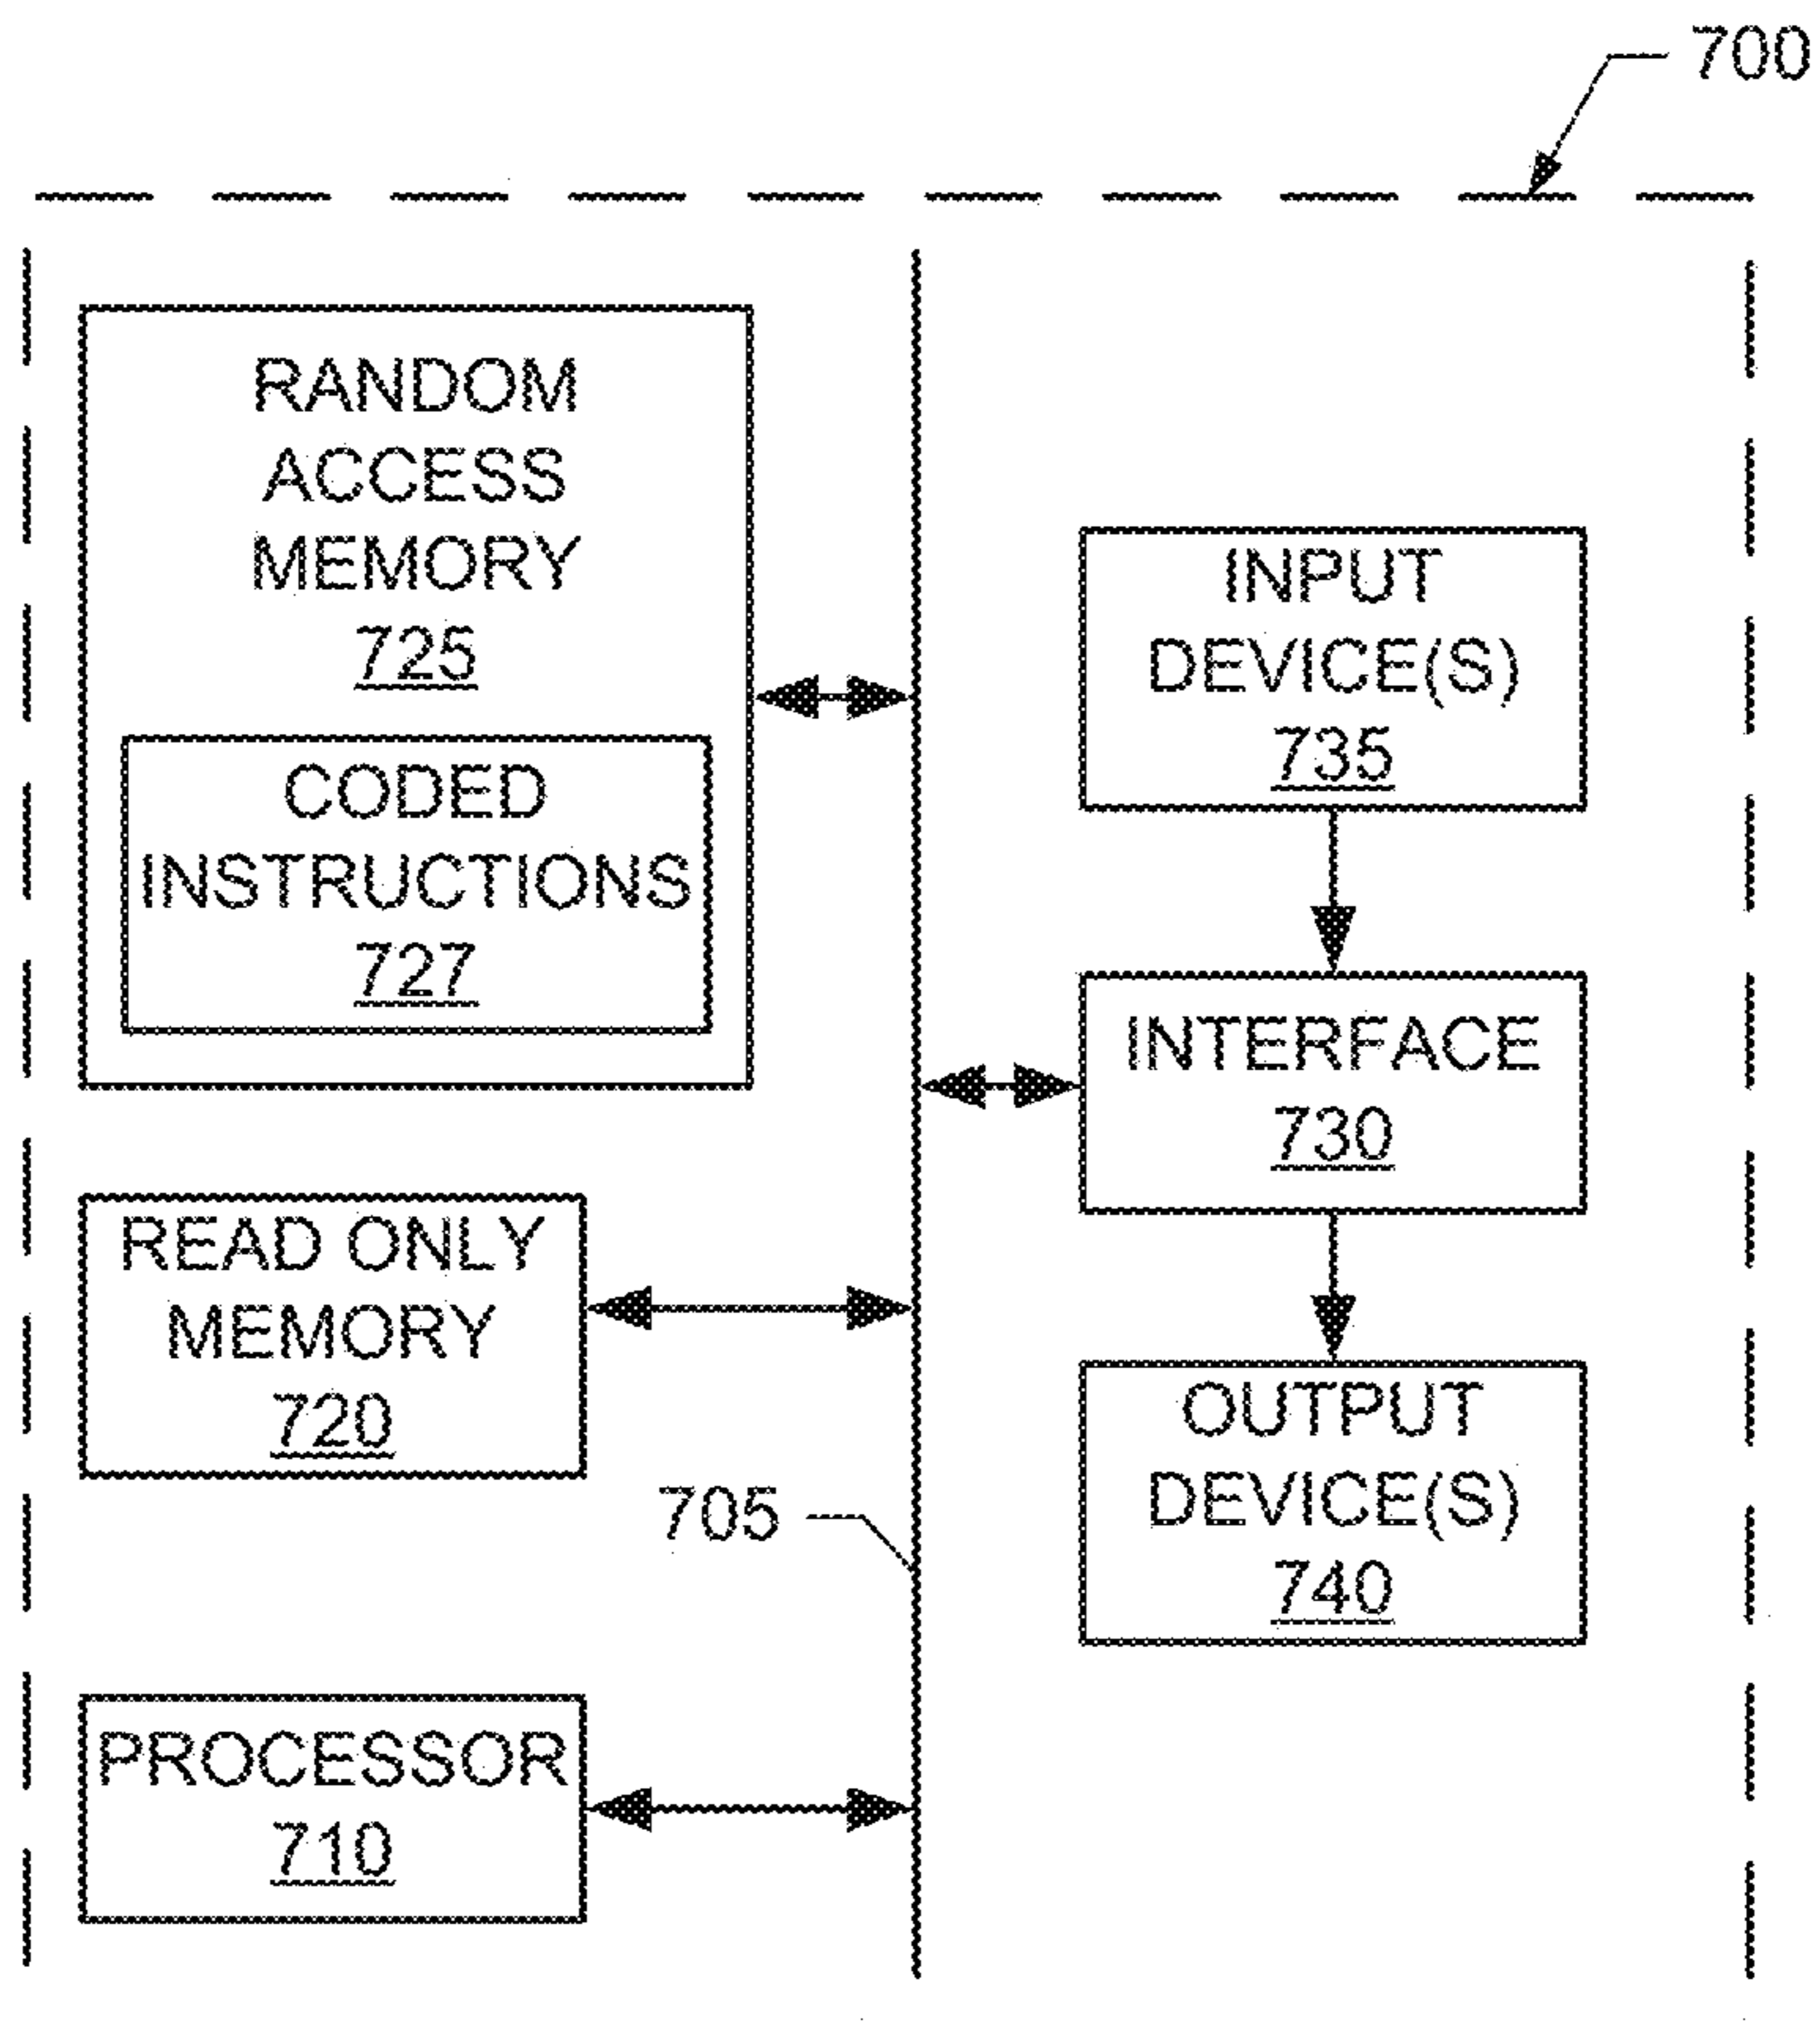 700
RANDOM
ACCESS
MEMORY
725
CODED
INSTRUCTIONS
727
INPUT
DEVICE(S)
735
INTERFACE
730
READ ONLY
MEMORY
720
705
OUTPUT
DEVICE(S)
740
PROCESSOR
710